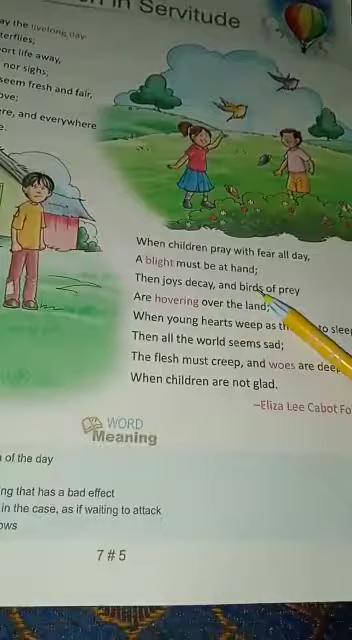 in Servitude
ay the livelong day
terflies;
ort life away,
nor sighs;
seem fresh and fair,
ove;
ere, and everywhere
e.
When children pray with fear all day,
A blight must be at hand;
Then joys decay, and birds of prey
Are hovering over the land;
When young hearts weep as to sleep
Then all the world seems sad;
The flesh must creep, and woes are deep
When children are not glad.
–Eliza Lee Cabot Fo
WORD
Meaning
of the day
ng that has a bad effect
in the case, as if waiting to attack
ows
7 # 5